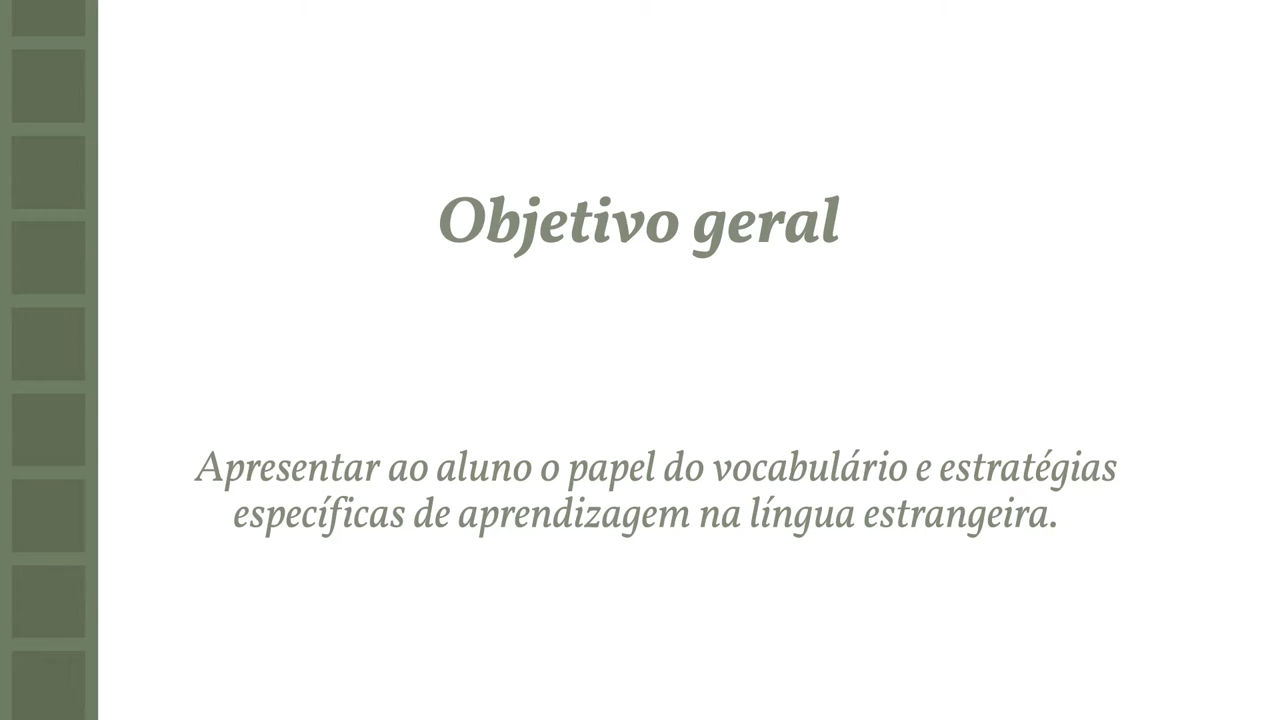 Objetivo geral
Apresentar ao aluno o papel do vocabulário e estratégias
específicas de aprendizagem na língua estrangeira.